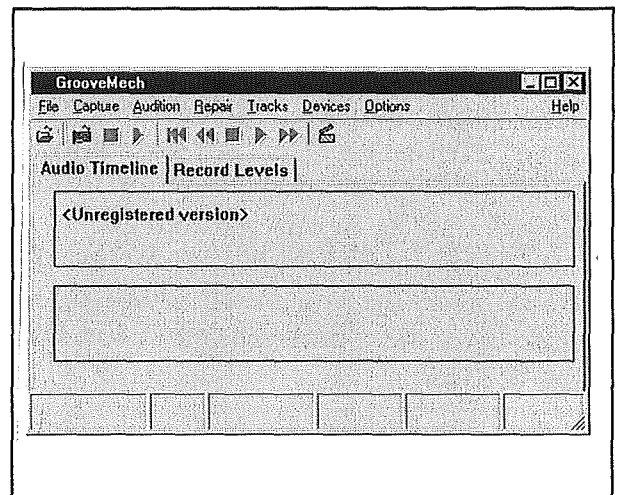 GrooveMech
File Capture Audition Repair Tracks Devices Options Help
Audio Timeline Record Levels
<Unregistered version>